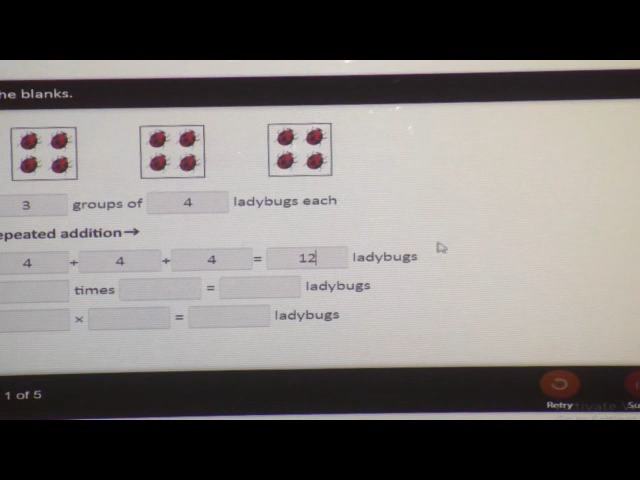 he blanks.
3 groups of 4 ladybugs each
epeated addition→
4 + 4 + 4 = 12 ladybugs
times = ladybugs
× = ladybugs
1 of 5
Retry Su